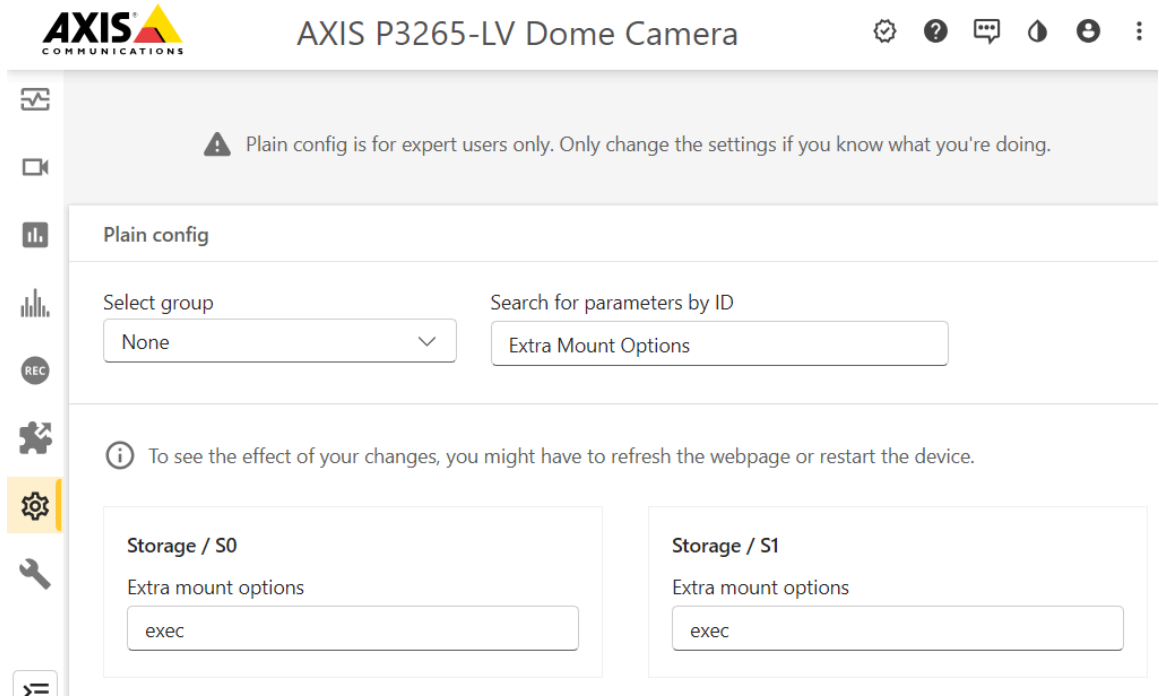 AXIS
COMMUNICATIONS
AXIS P3265-LV Dome Camera
Plain config is for expert users only. Only change the settings if you know what you're doing.
Plain config
Select group
Search for parameters by ID
None
Extra Mount Options
REC
To see the effect of your changes, you might have to refresh the webpage or restart the device.
Storage / S0
Storage / S1
Extra mount options
Extra mount options
exec
exec